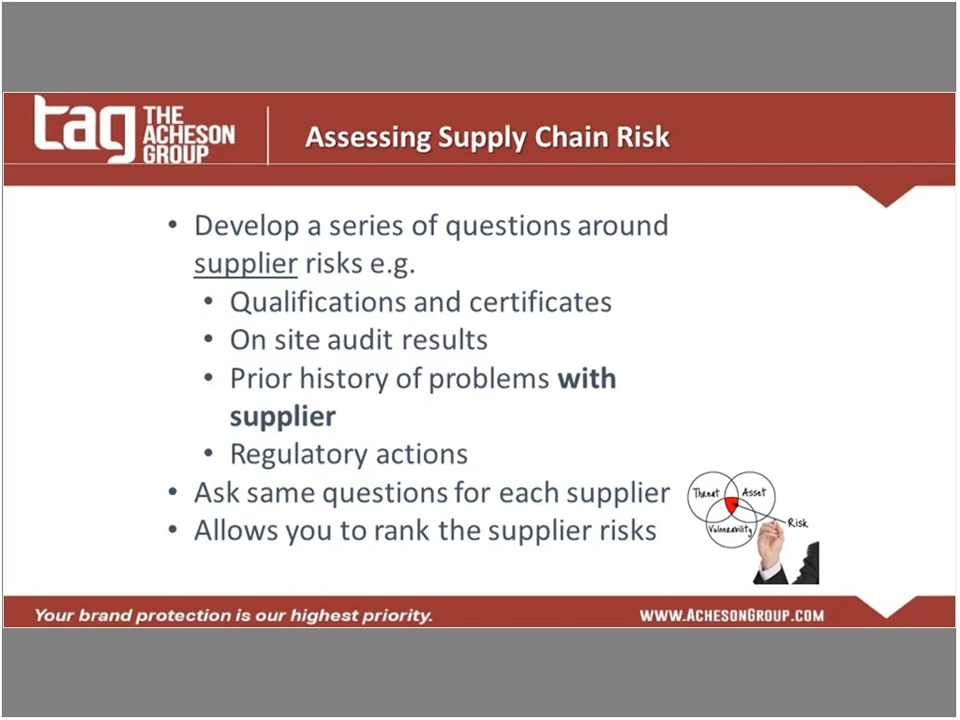 tag THE
ACHESON
GROUP
Assessing Supply Chain Risk
• Develop a series of questions around
supplier risks e.g.
• Qualifications and certificates
• On site audit results
• Prior history of problems with
supplier
• Regulatory actions
• Ask same questions for each supplier
• Allows you to rank the supplier risks
Threat
Asset
Vulnerability
Risk
Your brand protection is our highest priority.
www.AchesonGroup.com